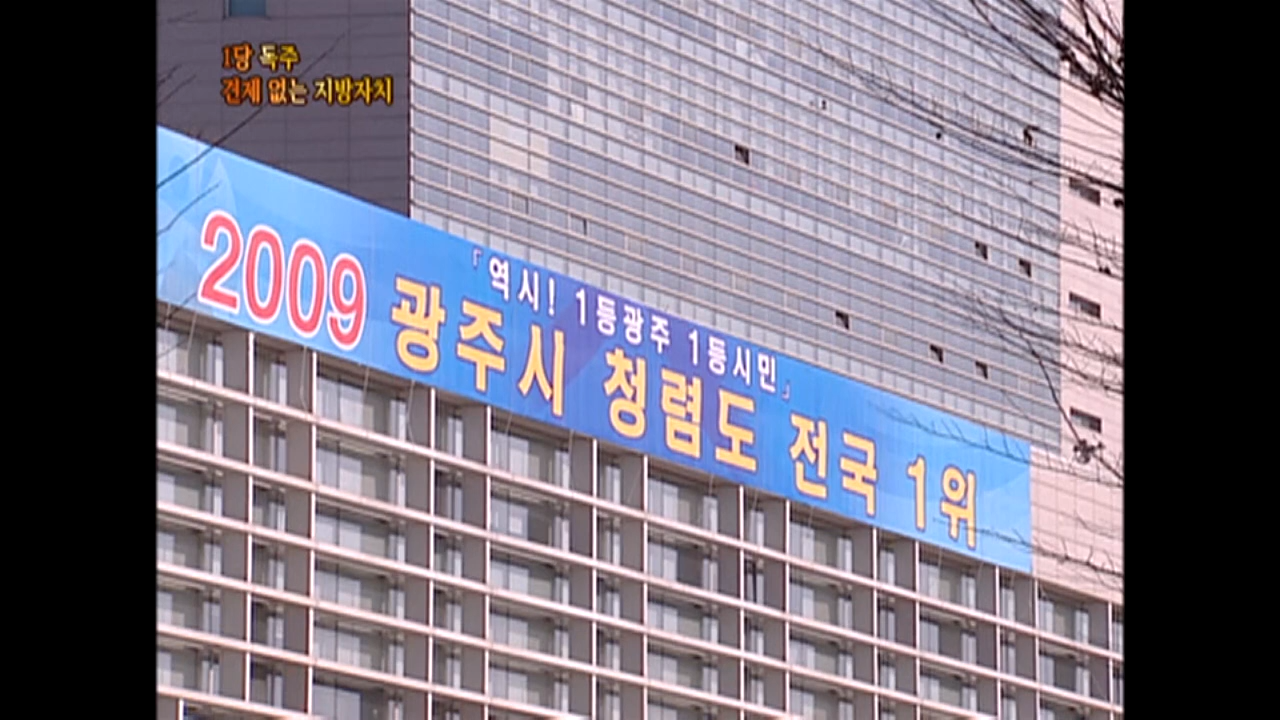 1당 독주
견제 없는 지방자치
「역시! 1등광주 1등시민」
2009 광주시 청렴도 전국 1위